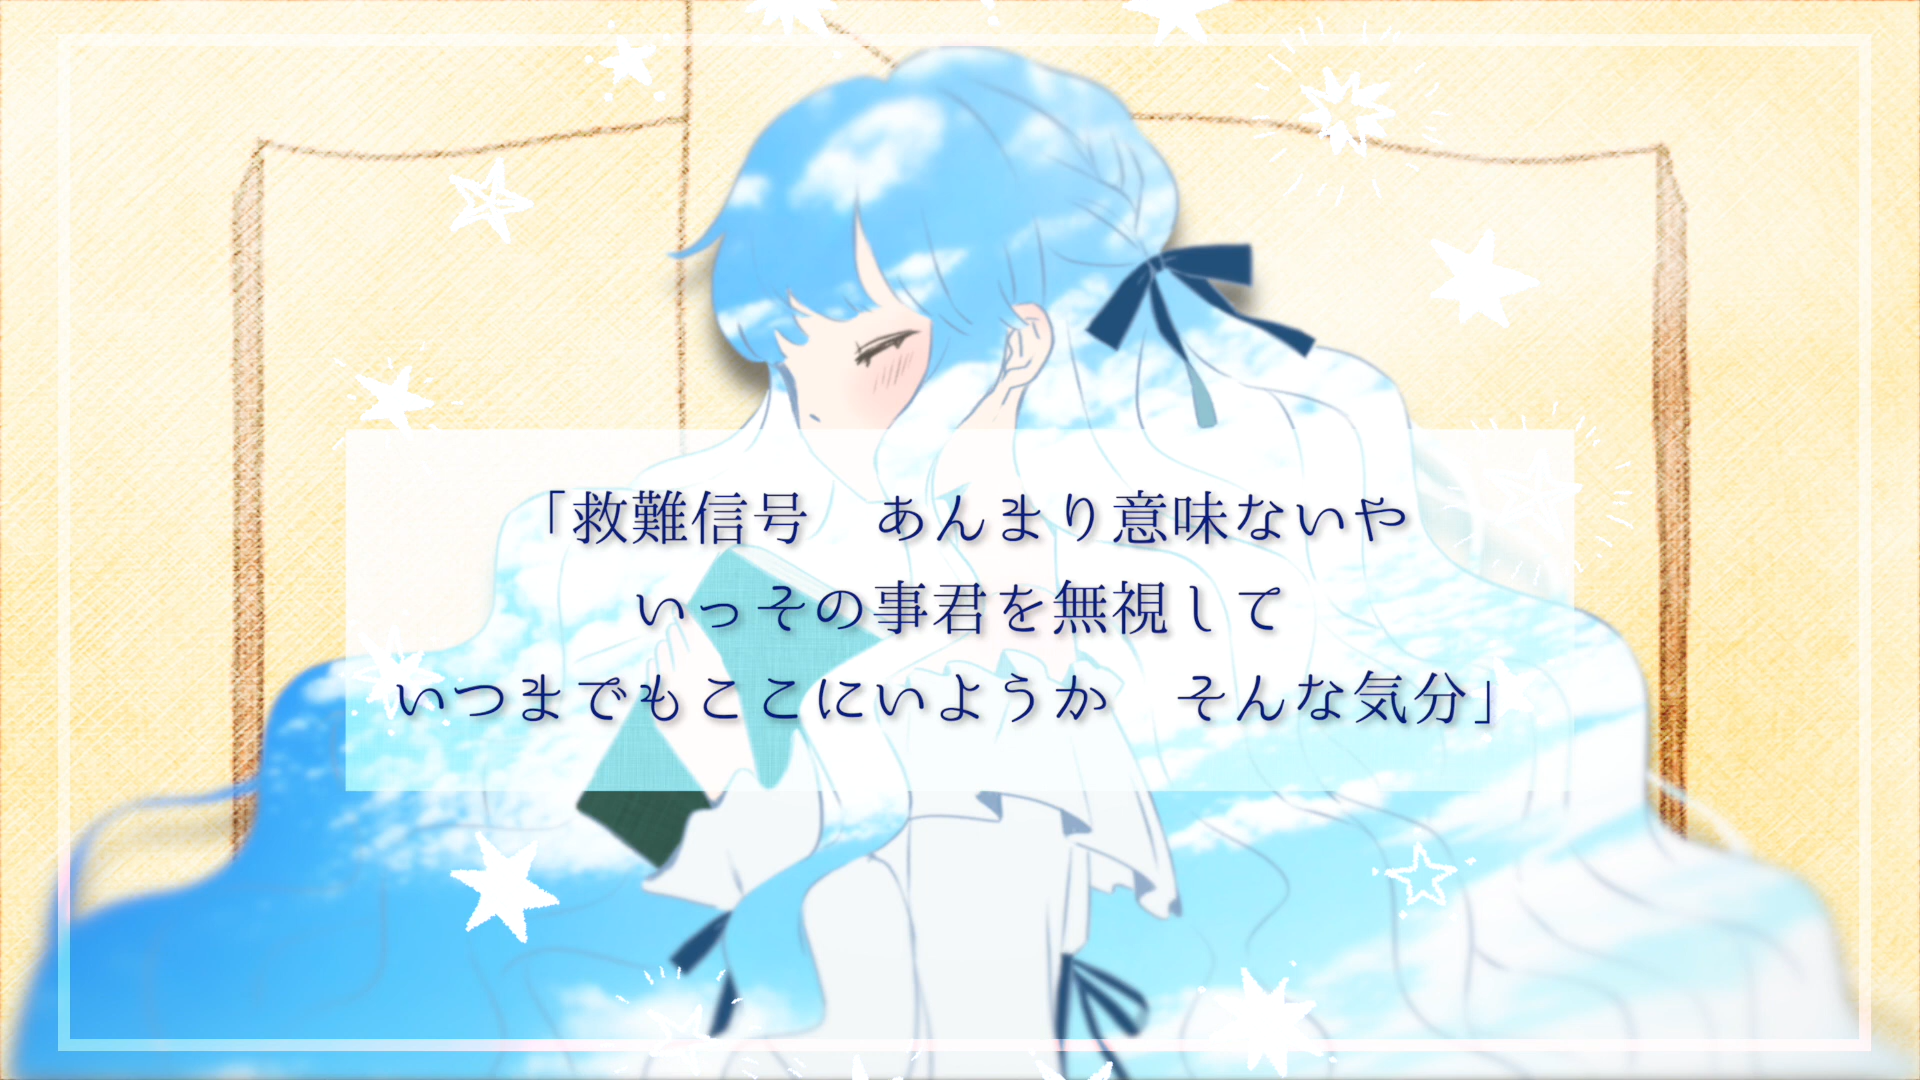 「救難信号　あんまり意味ないや
いっその事君を無視して
いつまでもここにいようか　そんな気分」